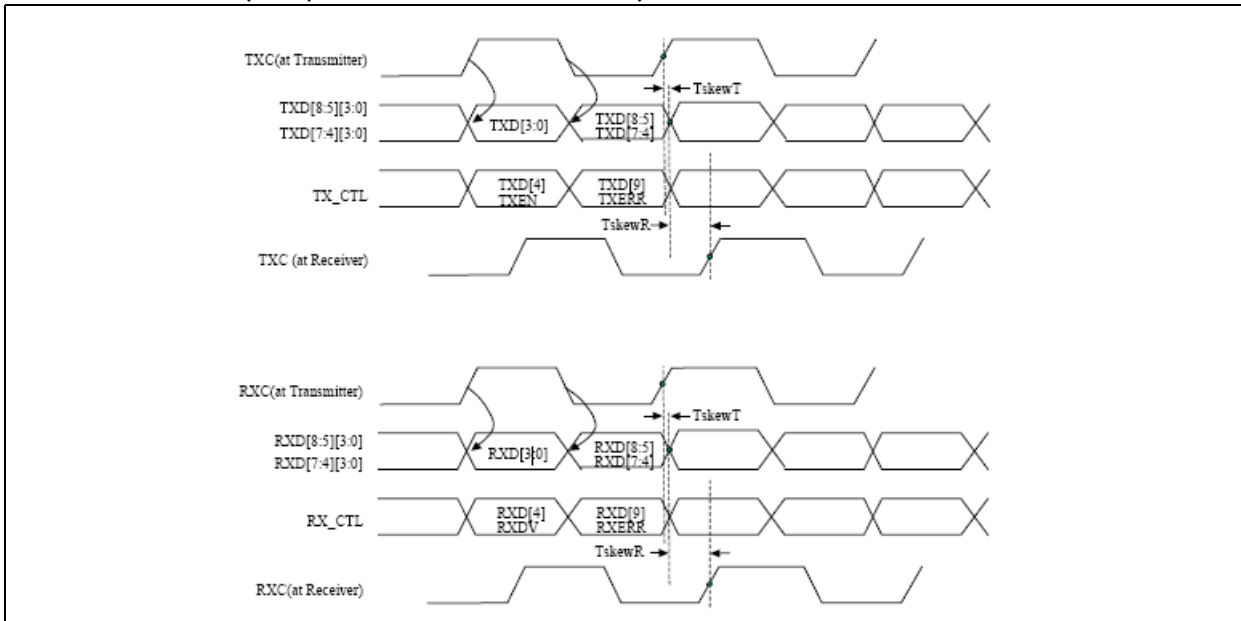 TXC(at Transmitter)
TskewT
TXD[8:5][3:0]
TXD[7:4][3:0]
TXD[3:0]
TXD[8:5]
TXD[7:4]
TX_CTL
TXD[4]
TXEN
TXD[9]
TXERR
TskewR
TXC (at Receiver)
RXC(at Transmitter)
TskewT
RXD[8:5][3:0]
RXD[7:4][3:0]
RXD[3:0]
RXD[8:5]
RXD[7:4]
RX_CTL
RXD[4]
RXDV
RXD[9]
RXERR
TskewR
RXC(at Receiver)